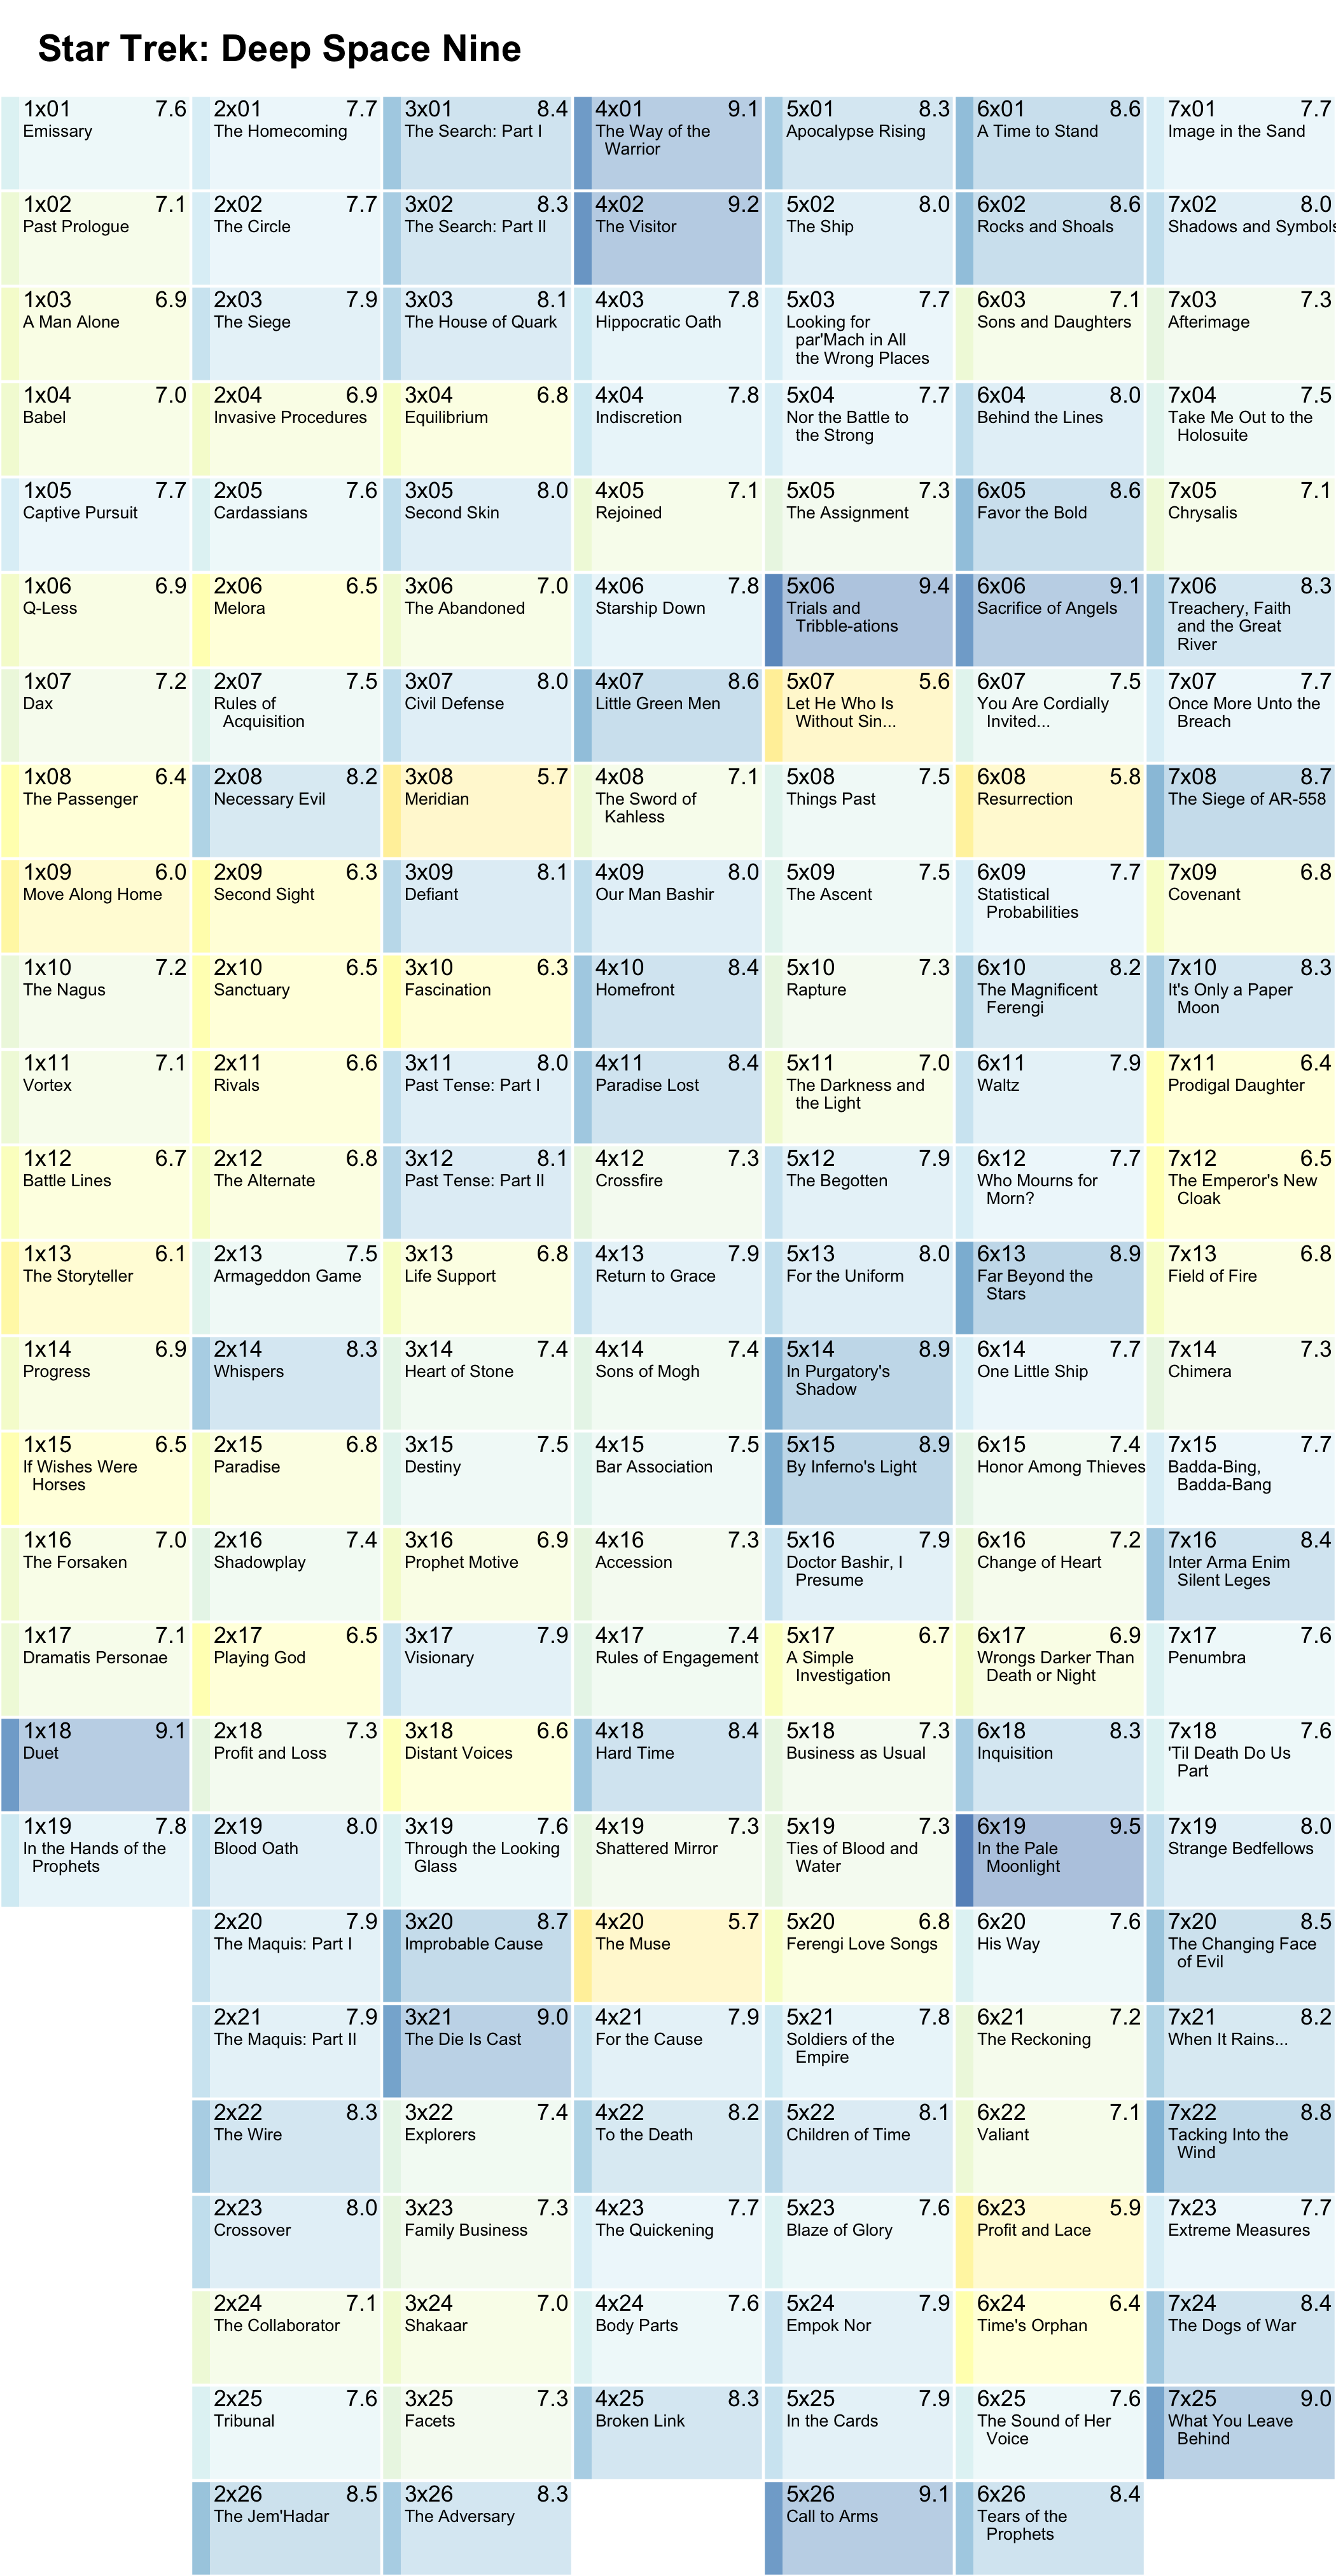 Star Trek: Deep Space Nine
1x01 7.6 2x01 7.7 3x01 8.4 4x01 9.1 5x01 8.3 6x01 8.6 7x01 7.7
Emissary The Homecoming The Search: Part I The Way of the Apocalypse Rising A Time to Stand Image in the Sand
Warrior
1x02 7.1 2x02 7.7 3x02 8.3 4x02 9.2 5x02 8.0 6x02 8.6 7x02 8.0
Past Prologue The Circle The Search: Part II The Visitor The Ship Rocks and Shoals Shadows and Symbols
1x03 6.9 2x03 7.9 3x03 8.1 4x03 7.8 5x03 7.7 6x03 7.1 7x03 7.3
A Man Alone The Siege The House of Quark Hippocratic Oath Looking for Sons and Daughters Afterimage
par'Mach in All
the Wrong Places
1x04 7.0 2x04 6.9 3x04 6.8 4x04 7.8 5x04 7.7 6x04 8.0 7x04 7.5
Babel Invasive Procedures Equilibrium Indiscretion Nor the Battle to Behind the Lines Take Me Out to the
the Strong Holosuite
1x05 7.7 2x05 7.6 3x05 8.0 4x05 7.1 5x05 7.3 6x05 8.6 7x05 7.1
Captive Pursuit Cardassians Second Skin Rejoined The Assignment Favor the Bold Chrysalis
1x06 6.9 2x06 6.5 3x06 7.0 4x06 7.8 5x06 9.4 6x06 9.1 7x06 8.3
Q-Less Melora The Abandoned Starship Down Trials and Sacrifice of Angels Treachery, Faith
Tribble-ations and the Great
River
1x07 7.2 2x07 7.5 3x07 8.0 4x07 8.6 5x07 5.6 6x07 7.5 7x07 7.7
Dax Rules of Civil Defense Little Green Men Let He Who Is You Are Cordially Once More Unto the
Acquisition Without Sin... Invited... Breach
1x08 6.4 2x08 8.2 3x08 5.7 4x08 7.1 5x08 7.5 6x08 5.8 7x08 8.7
The Passenger Necessary Evil Meridian The Sword of Things Past Resurrection The Siege of AR-558
Kahless
1x09 6.0 2x09 6.3 3x09 8.1 4x09 8.0 5x09 7.5 6x09 7.7 7x09 6.8
Move Along Home Second Sight Defiant Our Man Bashir The Ascent Statistical Covenant
Probabilities
1x10 7.2 2x10 6.5 3x10 6.3 4x10 8.4 5x10 7.3 6x10 8.2 7x10 8.3
The Nagus Sanctuary Fascination Homefront Rapture The Magnificent It's Only a Paper
Ferengi Moon
1x11 7.1 2x11 6.6 3x11 8.0 4x11 8.4 5x11 7.0 6x11 7.9 7x11 6.4
Vortex Rivals Past Tense: Part I Paradise Lost The Darkness and Waltz Prodigal Daughter
the Light
1x12 6.7 2x12 6.8 3x12 8.1 4x12 7.3 5x12 7.9 6x12 7.7 7x12 6.5
Battle Lines The Alternate Past Tense: Part II Crossfire The Begotten Who Mourns for The Emperor's New
Morn? Cloak
1x13 6.1 2x13 7.5 3x13 6.8 4x13 7.9 5x13 8.0 6x13 8.9 7x13 6.8
The Storyteller Armageddon Game Life Support Return to Grace For the Uniform Far Beyond the Field of Fire
Stars
1x14 6.9 2x14 8.3 3x14 7.4 4x14 7.4 5x14 8.9 6x14 7.7 7x14 7.3
Progress Whispers Heart of Stone Sons of Mogh In Purgatory's One Little Ship Chimera
Shadow
1x15 6.5 2x15 6.8 3x15 7.5 4x15 7.5 5x15 8.9 6x15 7.4 7x15 7.7
If Wishes Were Paradise Destiny Bar Association By Inferno's Light Honor Among Thieves Badda-Bing,
Horses Badda-Bang
1x16 7.0 2x16 7.4 3x16 6.9 4x16 7.3 5x16 7.9 6x16 7.2 7x16 8.4
The Forsaken Shadowplay Prophet Motive Accession Doctor Bashir, I Change of Heart Inter Arma Enim
Presume Silent Leges
1x17 7.1 2x17 6.5 3x17 7.9 4x17 7.4 5x17 6.7 6x17 6.9 7x17 7.6
Dramatis Personae Playing God Visionary Rules of Engagement A Simple Wrongs Darker Than Penumbra
Investigation Death or Night
1x18 9.1 2x18 7.3 3x18 6.6 4x18 8.4 5x18 7.3 6x18 8.3 7x18 7.6
Duet Profit and Loss Distant Voices Hard Time Business as Usual Inquisition 'Til Death Do Us
Part
1x19 7.8 2x19 8.0 3x19 7.6 4x19 7.3 5x19 7.3 6x19 9.5 7x19 8.0
In the Hands of the Blood Oath Through the Looking Shattered Mirror Ties of Blood and In the Pale Strange Bedfellows
Prophets Glass Water Moonlight
2x20 7.9 3x20 8.7 4x20 5.7 5x20 6.8 6x20 7.6 7x20 8.5
The Maquis: Part I Improbable Cause The Muse Ferengi Love Songs His Way The Changing Face
of Evil
2x21 7.9 3x21 9.0 4x21 7.9 5x21 7.8 6x21 7.2 7x21 8.2
The Maquis: Part II The Die Is Cast For the Cause Soldiers of the The Reckoning When It Rains...
Empire
2x22 8.3 3x22 7.4 4x22 8.2 5x22 8.1 6x22 7.1 7x22 8.8
The Wire Explorers To the Death Children of Time Valiant Tacking Into the
Wind
2x23 8.0 3x23 7.3 4x23 7.7 5x23 7.6 6x23 5.9 7x23 7.7
Crossover Family Business The Quickening Blaze of Glory Profit and Lace Extreme Measures
2x24 7.1 3x24 7.0 4x24 7.6 5x24 7.9 6x24 6.4 7x24 8.4
The Collaborator Shakaar Body Parts Empok Nor Time's Orphan The Dogs of War
2x25 7.6 3x25 7.3 4x25 8.3 5x25 7.9 6x25 7.6 7x25 9.0
Tribunal Facets Broken Link In the Cards The Sound of Her What You Leave
Voice Behind
2x26 8.5 3x26 8.3 5x26 9.1 6x26 8.4
The Jem'Hadar The Adversary Call to Arms Tears of the
Prophets